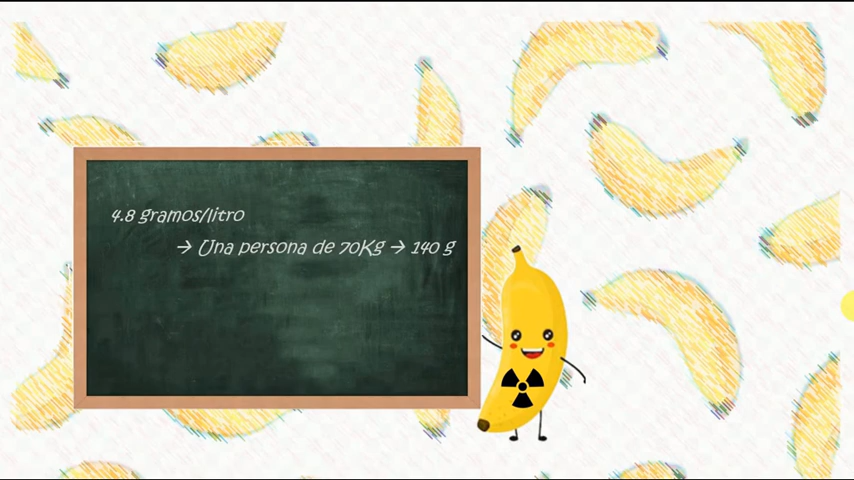 4.8 gramos/litro
→ Una persona de 70Kg → 140 g